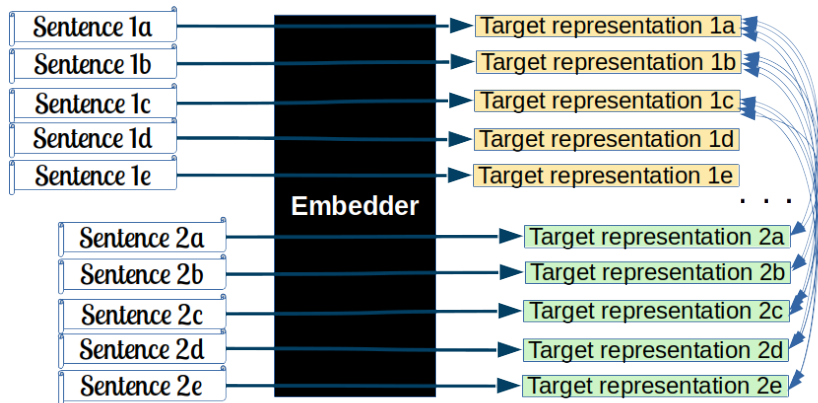 Sentence 1a
Target representation 1a
Sentence 1b
Target representation 1b
Sentence 1c
Target representation 1c
Sentence 1d
Target representation 1d
Sentence 1e
Target representation 1e
. . .
Embedder
Sentence 2a
Target representation 2a
Sentence 2b
Target representation 2b
Sentence 2c
Target representation 2c
Sentence 2d
Target representation 2d
Sentence 2e
Target representation 2e